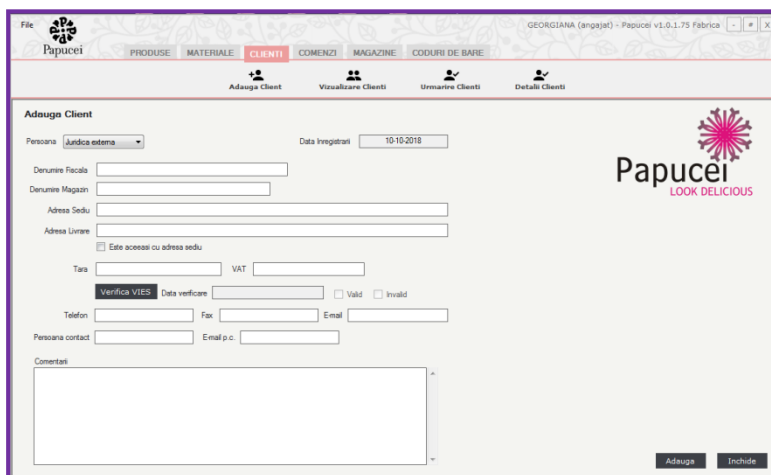 File
GEORGIANA (angajat) - Papucei v1.0.1.75 Fabrica - # X
Papucei
PRODUSE MATERIALE CLIENTI COMENZI MAGAZINE CODURI DE BARE
Adauga Client Vizualizare Clienti Urmarire Clienti Detalii Clienti
Adauga Client
Persoana Juridica externa Data Inregistrarii 10-10-2018
Papucei
LOOK DELICIOUS
Denumire Fiscala
Denumire Magazin
Adresa Sediu
Adresa Livrare
Este aceeasi cu adresa sediu
Tara VAT
Verifica VIES Data verificare Valid Invalid
Telefon Fax E-mail
Persoana contact E-mail p.c.
Comentarii
Adauga Inchide